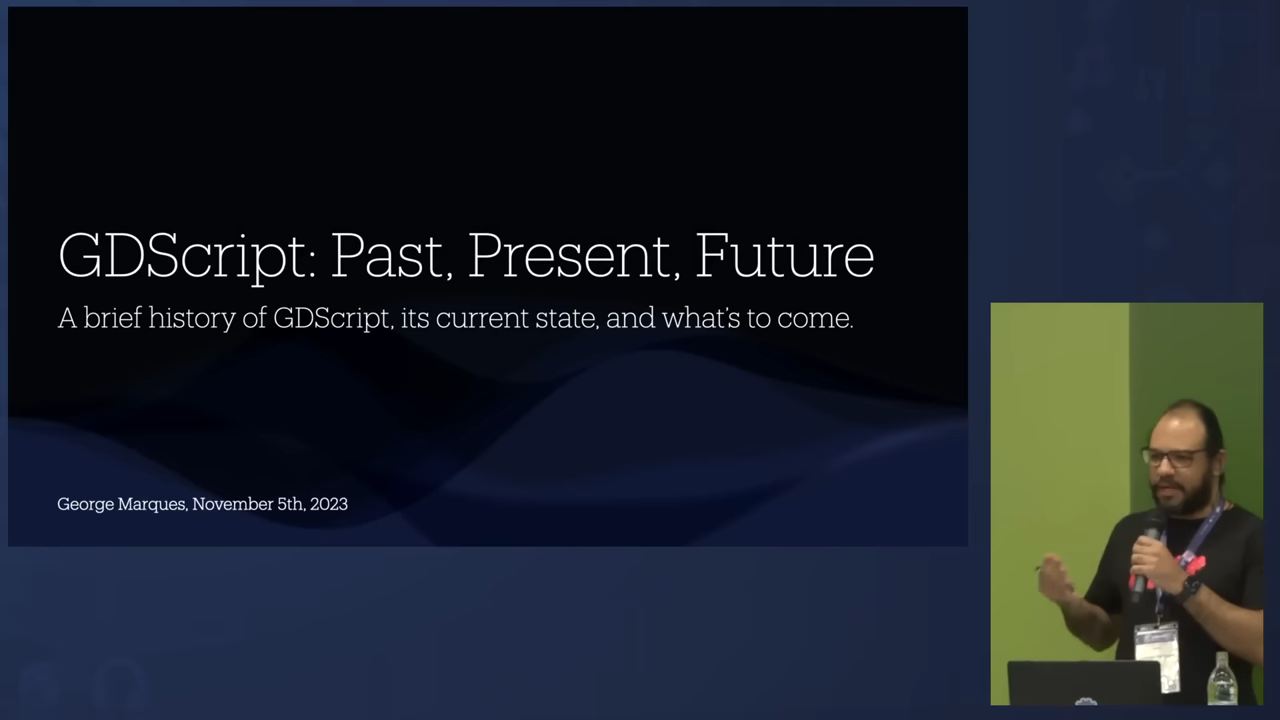 GDScript: Past, Present, Future
A brief history of GDScript, its current state, and what's to come.
George Marques, November 5th, 2023